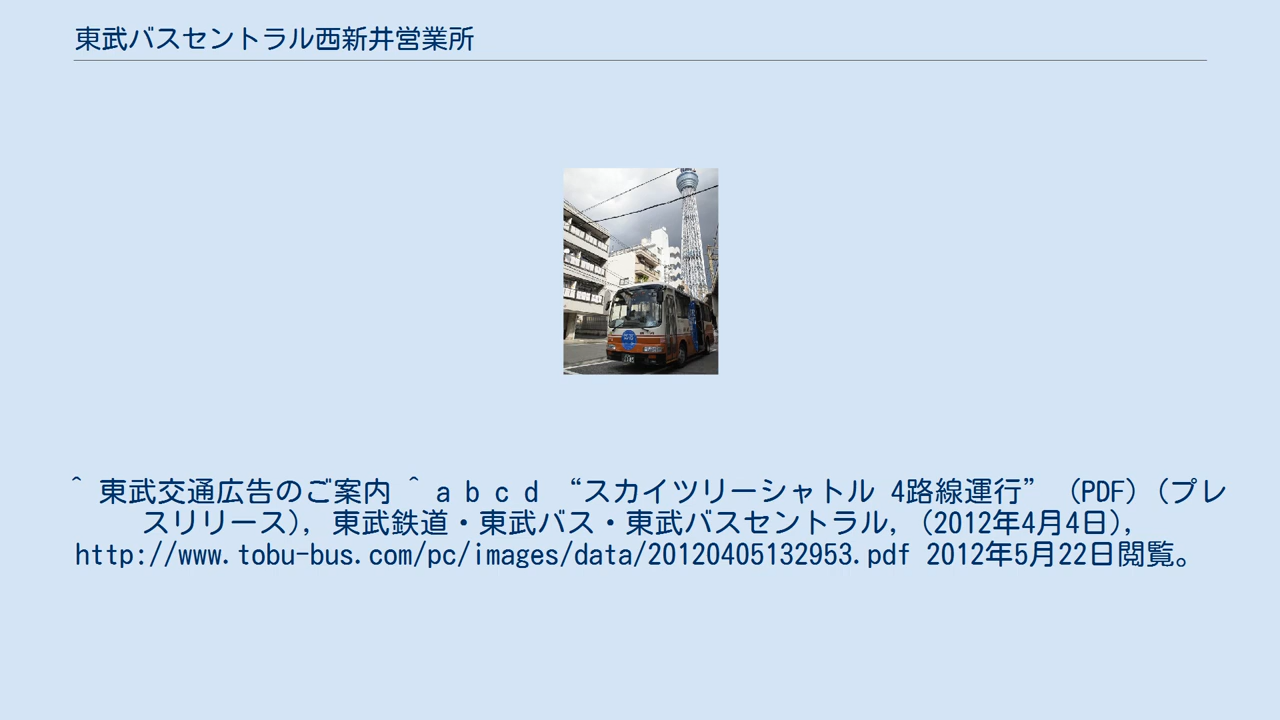 東武バスセントラル西新井営業所
^ 東武交通広告のご案内 ^ a b c d “スカイツリーシャトル 4路線運行” (PDF) (プレ
スリリース), 東武鉄道・東武バス・東武バスセントラル, (2012年4月4日),
http://www.tobu-bus.com/pc/images/data/20120405132953.pdf 2012年5月22日閲覧。